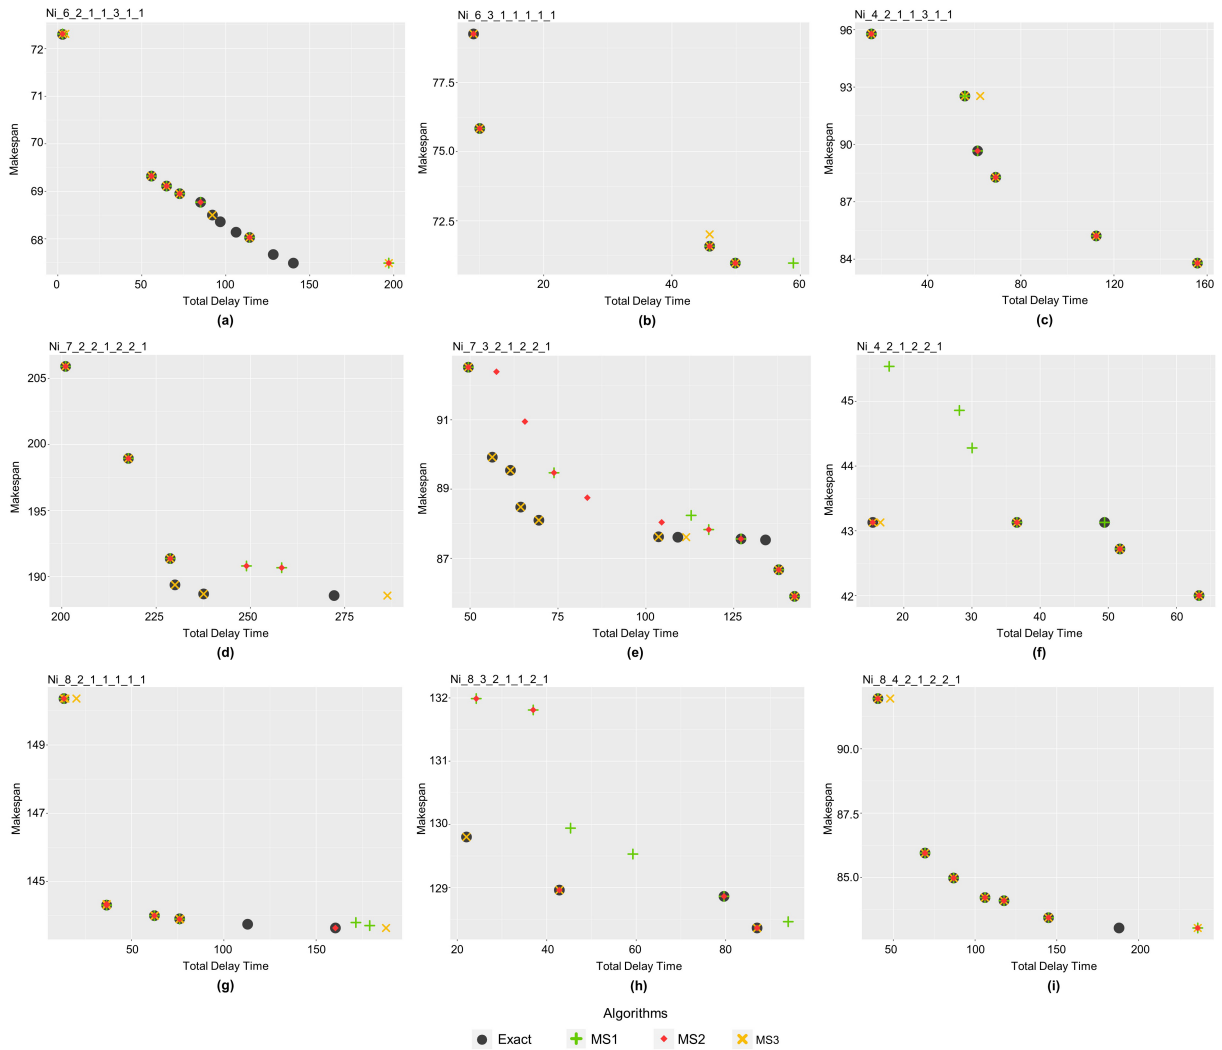 Ni_6_2_1_1_3_1_1
Makespan
72
71
70
69
68
0 50 100 150 200
Total Delay Time
(a)
Ni_6_3_1_1_1_1_1
Makespan
77.5
75.0
72.5
20 40 60
Total Delay Time
(b)
Ni_4_2_1_1_3_1_1
Makespan
96
93
90
87
84
40 80 120 160
Total Delay Time
(c)
Ni_7_2_2_1_2_2_1
Makespan
205
200
195
190
200 225 250 275
Total Delay Time
(d)
Ni_7_3_2_1_2_2_1
Makespan
91
89
87
50 75 100 125
Total Delay Time
(e)
Ni_4_2_1_2_2_1
Makespan
45
44
43
42
20 30 40 50 60
Total Delay Time
(f)
Ni_8_2_1_1_1_1_1
Makespan
149
147
145
50 100 150
Total Delay Time
(g)
Ni_8_3_2_1_1_2_1
Makespan
132
130
129
20 40 60 80
Total Delay Time
(h)
Ni_8_4_2_1_2_2_1
Makespan
90.0
87.5
85.0
50 100 150 200
Total Delay Time
(i)
Algorithms
Exact MS1 MS2 MS3